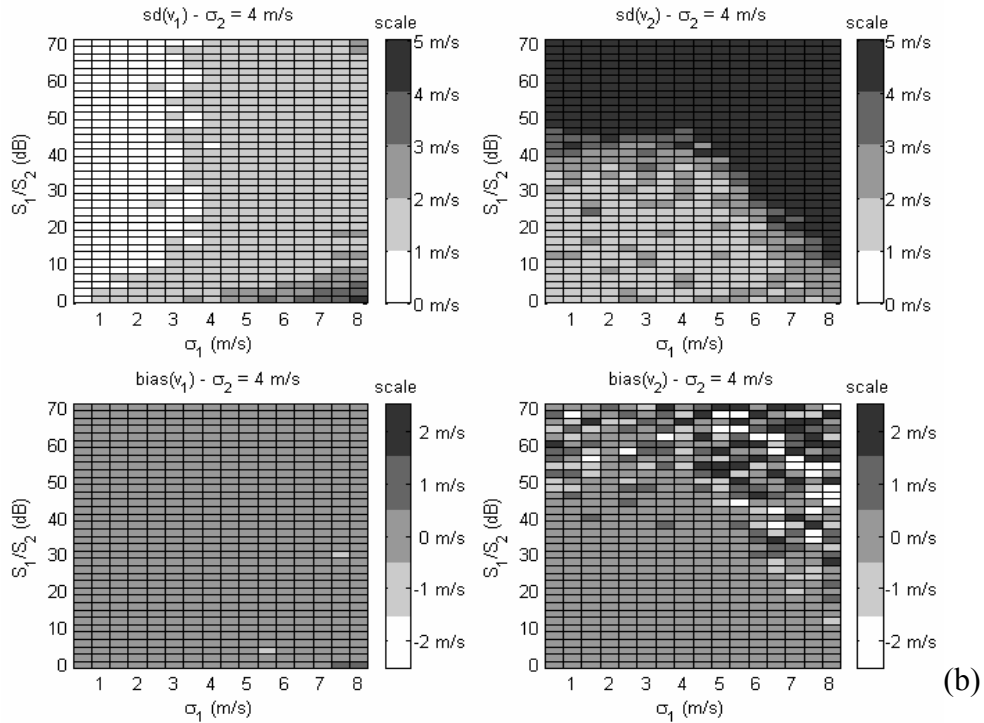 sd(v₁) - σ₂ = 4 m/s
scale
70
60
50
40
30
20
10
0
S₁/S₂ (dB)
1 2 3 4 5 6 7 8
σ₁ (m/s)
5 m/s
4 m/s
3 m/s
2 m/s
1 m/s
0 m/s
sd(v₂) - σ₂ = 4 m/s
scale
70
60
50
40
30
20
10
0
S₁/S₂ (dB)
1 2 3 4 5 6 7 8
σ₁ (m/s)
5 m/s
4 m/s
3 m/s
2 m/s
1 m/s
0 m/s
bias(v₁) - σ₂ = 4 m/s
scale
70
60
50
40
30
20
10
0
S₁/S₂ (dB)
1 2 3 4 5 6 7 8
σ₁ (m/s)
2 m/s
1 m/s
0 m/s
-1 m/s
-2 m/s
bias(v₂) - σ₂ = 4 m/s
scale
70
60
50
40
30
20
10
0
S₁/S₂ (dB)
1 2 3 4 5 6 7 8
σ₁ (m/s)
2 m/s
1 m/s
0 m/s
-1 m/s
-2 m/s
(b)